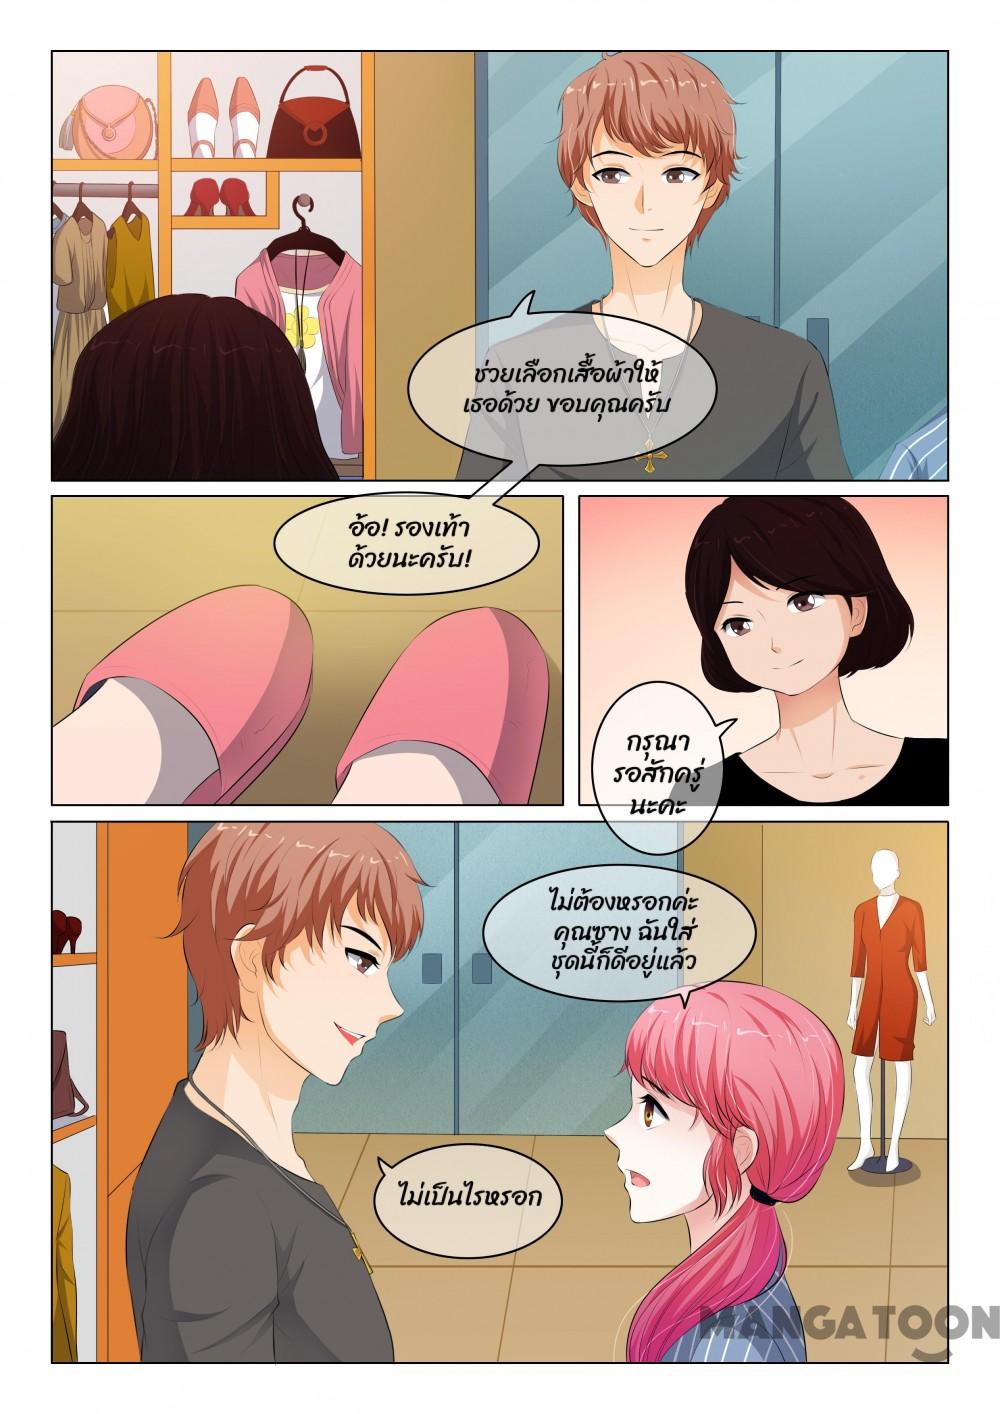 ช่วยเลือกเสื้อผ้าให้
เธอด้วย ขอบคุณครับ
อ้อ! รองเท้า
ด้วยนะครับ!
กรุณา
รอสักครู่
นะคะ
ไม่ต้องหรอกค่ะ
คุณซาง ฉันใส่
ชุดนี้ก็ดีอยู่แล้ว
ไม่เป็นไรหรอก
MANGATOON